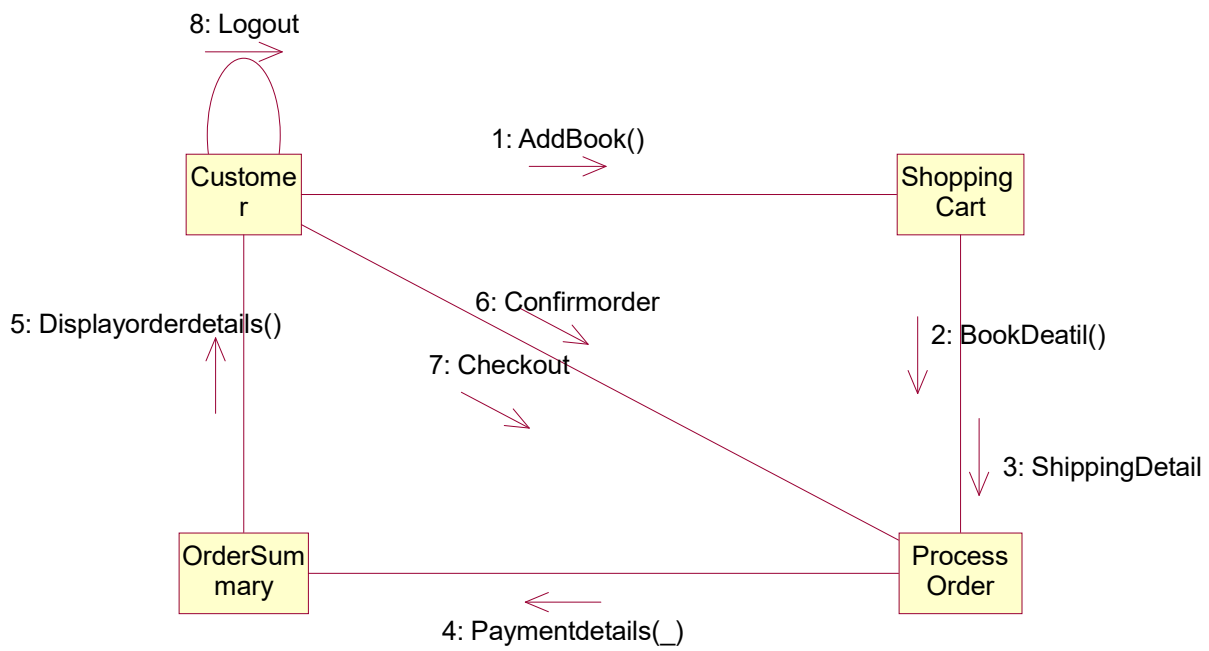 8: Logout
1: AddBook()
Custome
r
Shopping
Cart
6: Confirmorder
5: Displayorderdetails()
2: BookDeatil()
7: Checkout
3: ShippingDetail
OrderSum
mary
Process
Order
4: Paymentdetails(_)